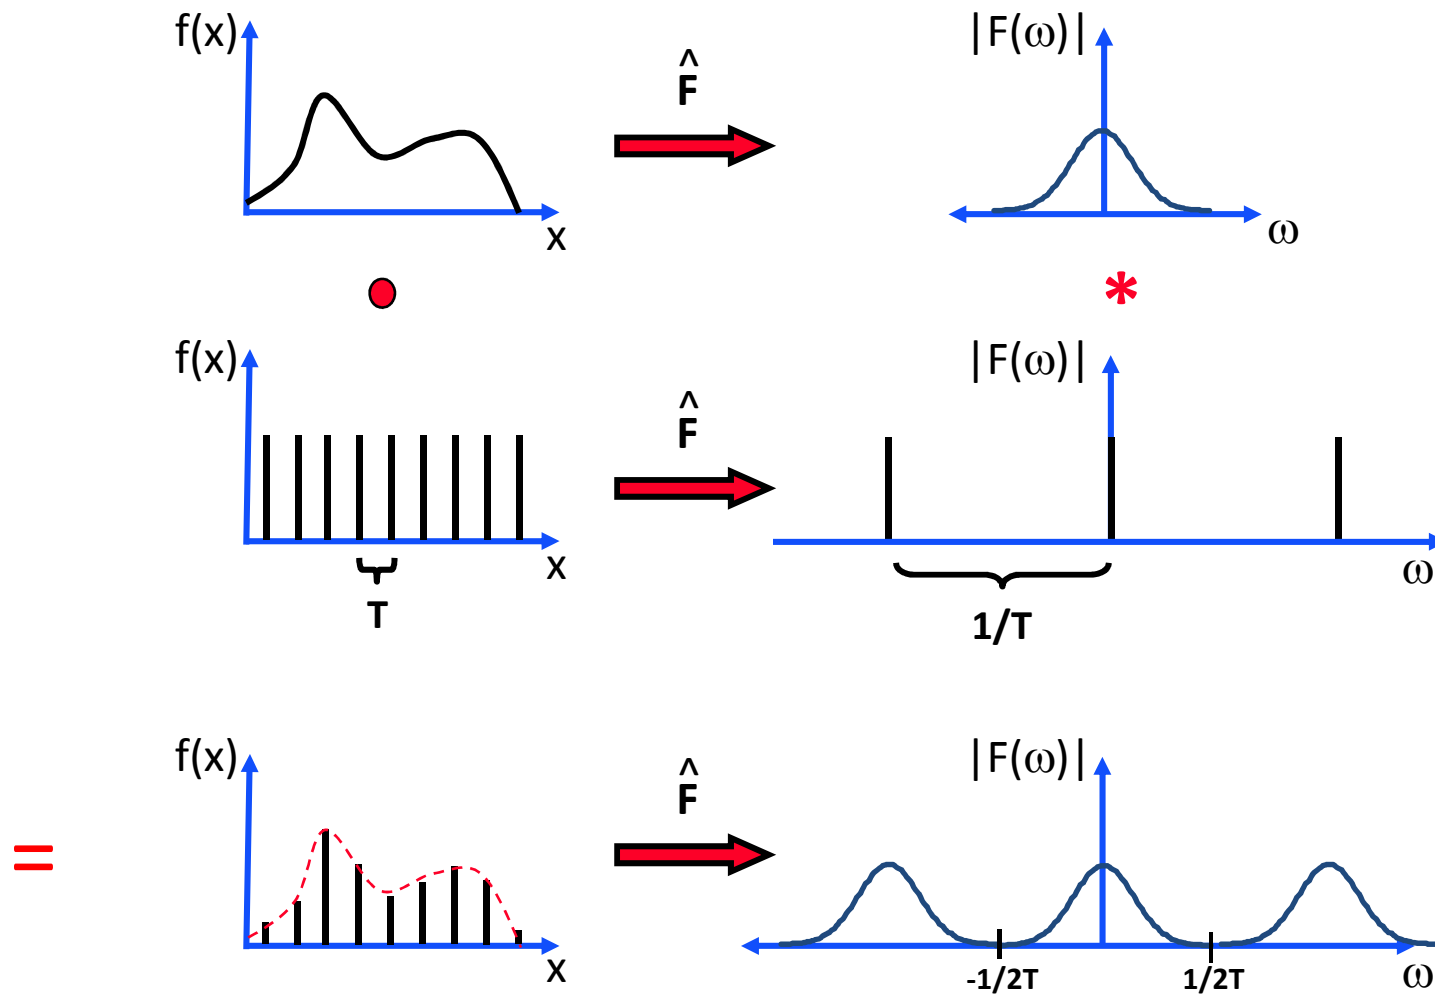 f(x)
F̂
|F(ω)|
x
ω
*
f(x)
F̂
|F(ω)|
x
ω
T
1/T
f(x)
F̂
|F(ω)|
=
x
-1/2T
1/2T
ω